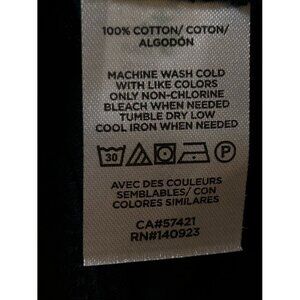 100% COTTON/ COTON/
ALGODÓN
MACHINE WASH COLD
WITH LIKE COLORS
ONLY NON-CHLORINE
BLEACH WHEN NEEDED
TUMBLE DRY LOW
COOL IRON WHEN NEEDED
30 P
AVEC DES COULEURS
SEMBLABLES/ CON
COLORES SIMILARES
CA#57421
RN#140923